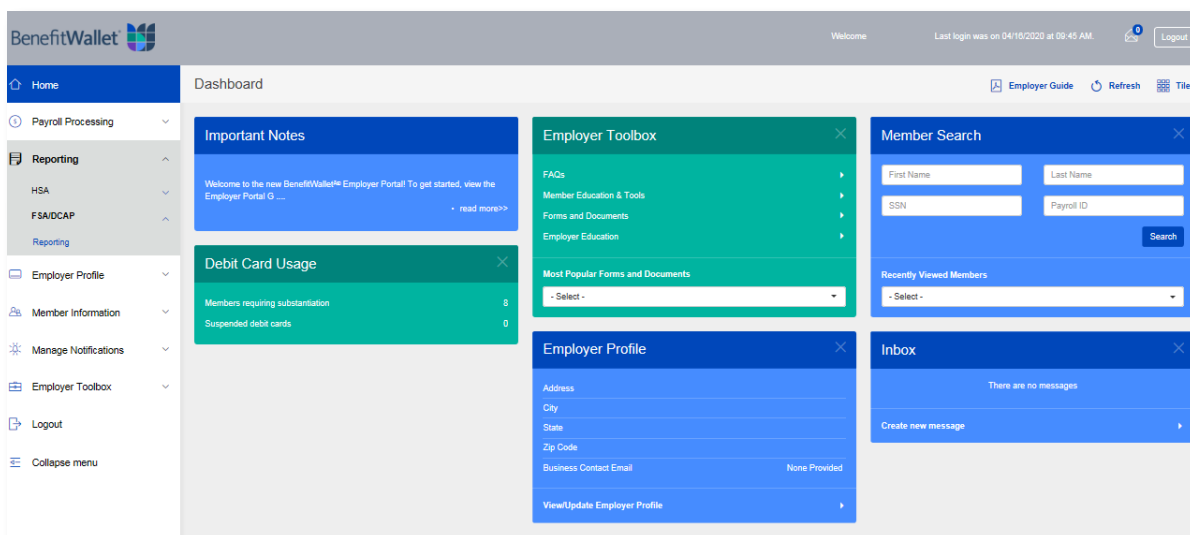 BenefitWallet
Welcome
Last login was on 04/16/2020 at 09:45 AM.
0
Logout
Home
Payroll Processing
Reporting
HSA
FSA/DCAP
Reporting
Employer Profile
Member Information
Manage Notifications
Employer Toolbox
Logout
Collapse menu
Dashboard
Employer Guide
Refresh
Tile
Important Notes
Welcome to the new BenefitWallet Employer Portal! To get started, view the
Employer Portal G ....
• read more>>
Debit Card Usage
Members requiring substantiation 8
Suspended debit cards 0
Employer Toolbox
FAQs
Member Education & Tools
Forms and Documents
Employer Education
Most Popular Forms and Documents
- Select -
Employer Profile
Address
City
State
Zip Code
Business Contact Email None Provided
View/Update Employer Profile
Member Search
First Name Last Name
SSN Payroll ID
Search
Recently Viewed Members
- Select -
Inbox
There are no messages
Create new message